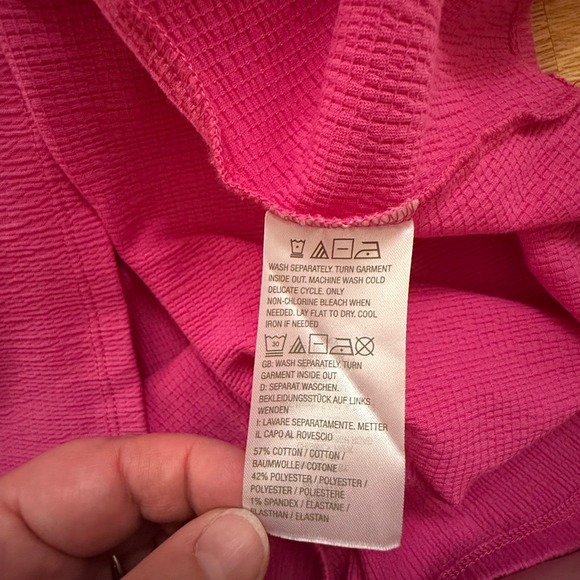 WASH SEPARATELY. TURN GARMENT
INSIDE OUT. MACHINE WASH COLD
DELICATE CYCLE. ONLY
NON-CHLORINE BLEACH WHEN
NEEDED. LAY FLAT TO DRY. COOL
IRON IF NEEDED
30
GB: WASH SEPARATELY. TURN
GARMENT INSIDE OUT
D: SEPARAT WASCHEN.
BEKLEIDUNGSSTÜCK AUF LINKS
WENDEN
I: LAVARE SEPARATAMENTE. METTER
IL CAPO AL ROVESCIO
57% COTTON / COTTON /
BAUMWOLLE / COTONE
42% POLYESTER / POLYESTER /
POLYESTER / POLIESTERE
1% SPANDEX / ELASTANE /
ELASTHAN / ELASTAN